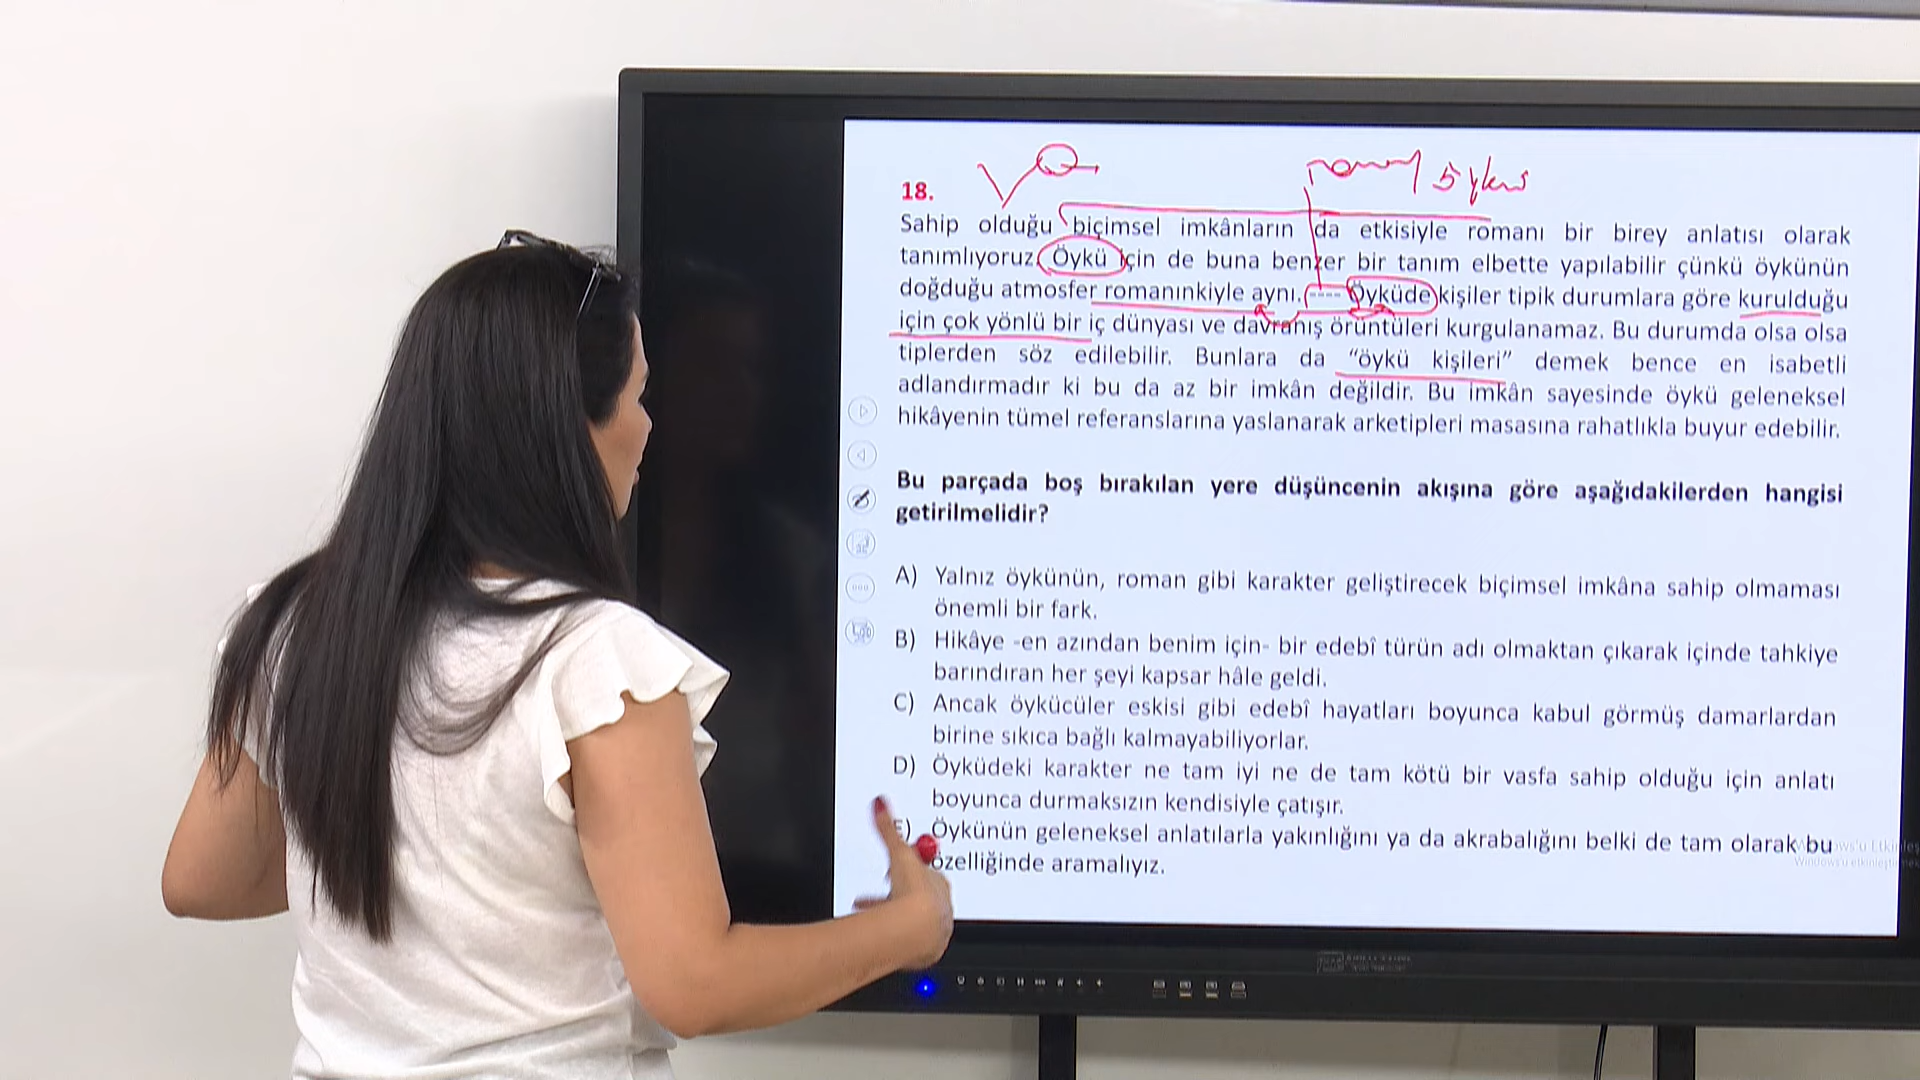 roman öykü
18.
Sahip olduğu biçimsel imkânların da etkisiyle romanı bir birey anlatısı olarak
tanımlıyoruz. Öykü için de buna benzer bir tanım elbette yapılabilir çünkü öykünün
doğduğu atmosfer romanınkiyle aynı. ---- Öyküde kişiler tipik durumlara göre kurulduğu
için çok yönlü bir iç dünyası ve davranış örüntüleri kurgulanamaz. Bu durumda olsa olsa
tiplerden söz edilebilir. Bunlara da “öykü kişileri” demek bence en isabetli
adlandırmadır ki bu da az bir imkân değildir. Bu imkân sayesinde öykü geleneksel
hikâyenin tümel referanslarına yaslanarak arketipleri masasına rahatlıkla buyur edebilir.
Bu parçada boş bırakılan yere düşüncenin akışına göre aşağıdakilerden hangisi
getirilmelidir?
A) Yalnız öykünün, roman gibi karakter geliştirecek biçimsel imkâna sahip olmaması
önemli bir fark.
B) Hikâye -en azından benim için- bir edebî türün adı olmaktan çıkarak içinde tahkiye
barındıran her şeyi kapsar hâle geldi.
C) Ancak öykücüler eskisi gibi edebî hayatları boyunca kabul görmüş damarlardan
birine sıkıca bağlı kalmayabiliyorlar.
D) Öyküdeki karakter ne tam iyi ne de tam kötü bir vasfa sahip olduğu için anlatı
boyunca durmaksızın kendisiyle çatışır.
E) Öykünün geleneksel anlatılarla yakınlığını ya da akrabalığını belki de tam olarak bu
özelliğinde aramalıyız.